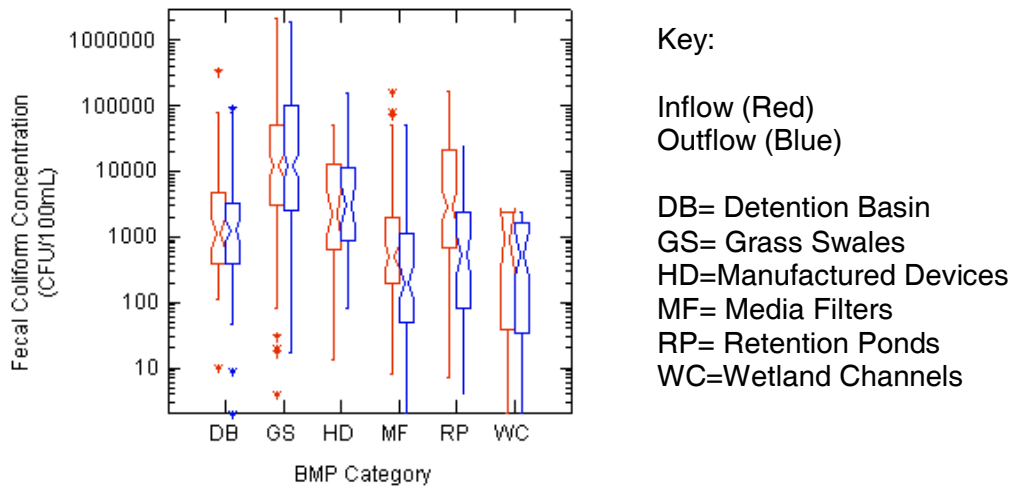 Fecal Coliform Concentration
(CFU/100mL)
1000000
100000
10000
1000
100
10
DB GS HD MF RP WC
BMP Category
Key:
Inflow (Red)
Outflow (Blue)
DB= Detention Basin
GS= Grass Swales
HD=Manufactured Devices
MF= Media Filters
RP= Retention Ponds
WC=Wetland Channels